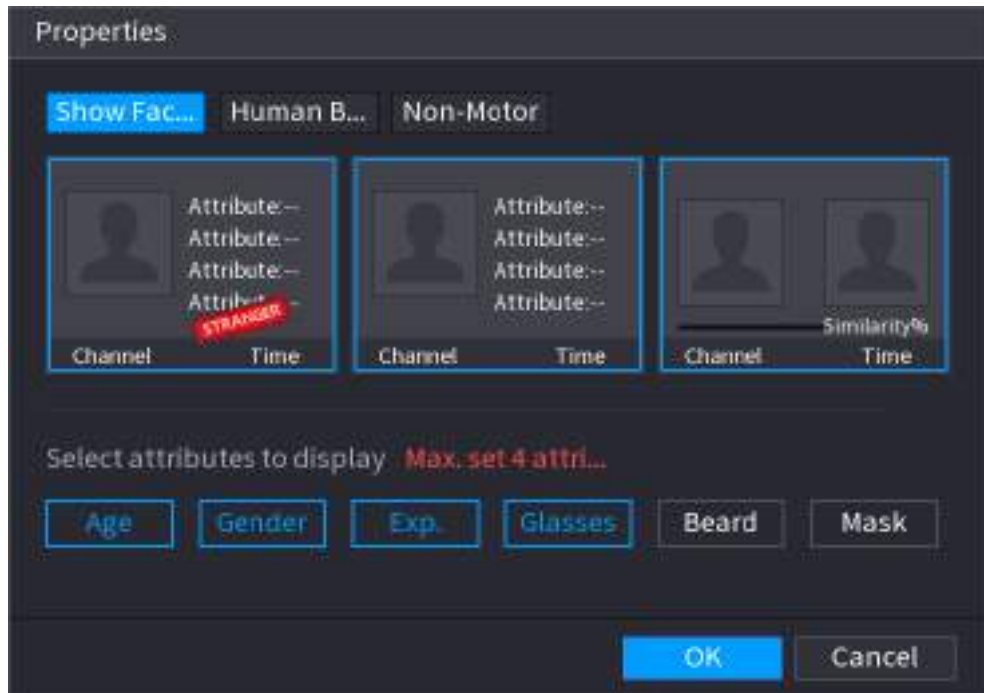 Properties
Show Fac... Human B... Non-Motor
Attribute:-- Attribute:--
Attribute:-- Attribute:--
Attribute:-- Attribute:--
Attribute:-- Attribute:--
STRANGER Similarity%
Channel Time Channel Time Channel Time
Select attributes to display Max. set 4 attri...
Age Gender Exp. Glasses Beard Mask
OK Cancel